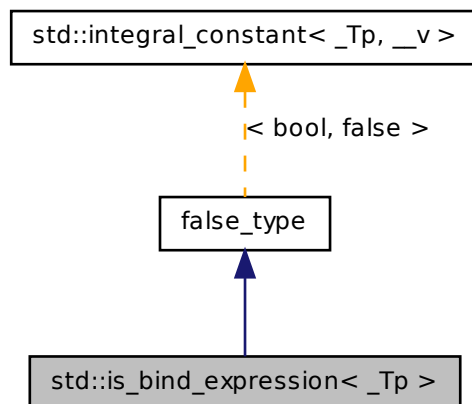 std::integral_constant< _Tp, __v >
< bool, false >
false_type
std::is_bind_expression< _Tp >